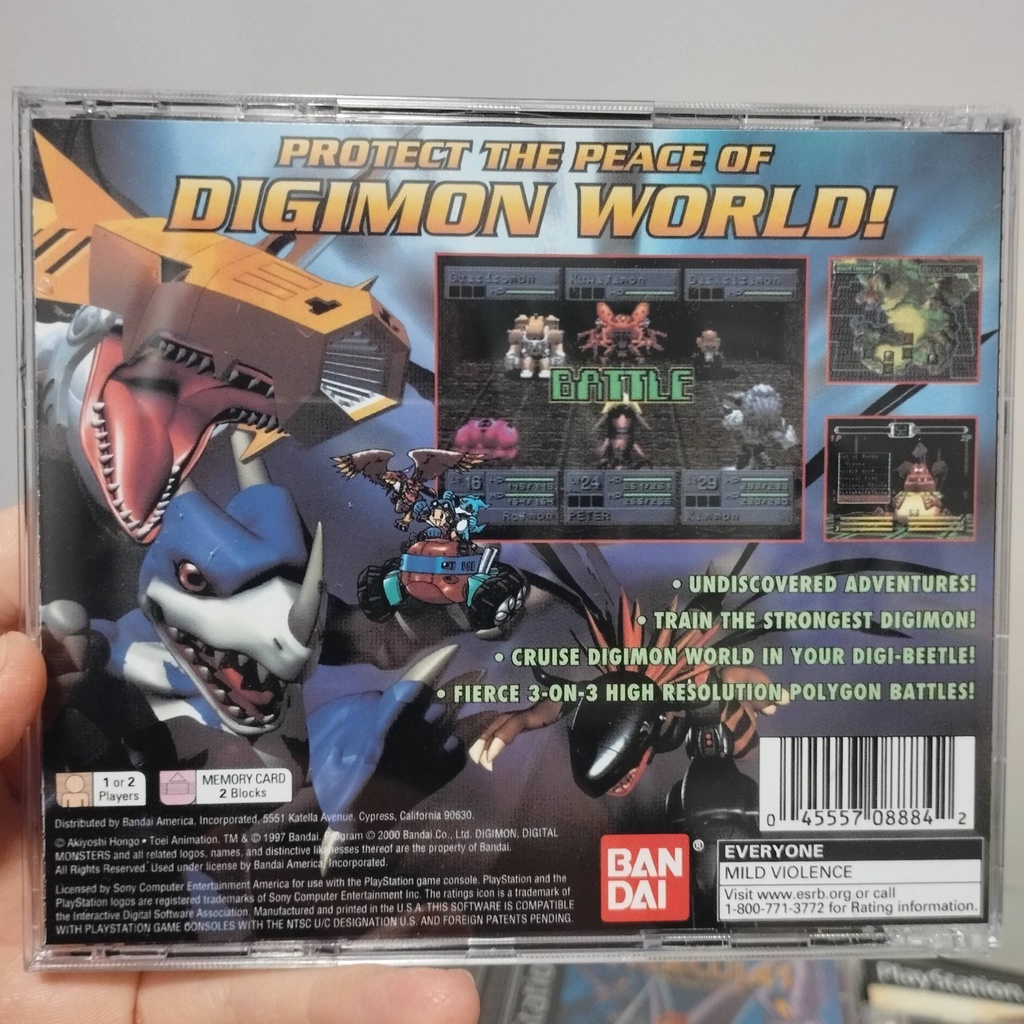 PROTECT THE PEACE OF
DIGIMON WORLD!
BATTLE
LV 16
LV 24
LV 29
PETER
• UNDISCOVERED ADVENTURES!
• TRAIN THE STRONGEST DIGIMON!
• CRUISE DIGIMON WORLD IN YOUR DIGI-BEETLE!
• FIERCE 3-ON-3 HIGH RESOLUTION POLYGON BATTLES!
1 or 2
Players
MEMORY CARD
2 Blocks
0 45557 08884 2
Distributed by Bandai America, Incorporated, 5551 Katella Avenue, Cypress, California 90630.
© Akiyoshi Hongo • Toei Animation. TM & © 1997 Bandai. Program © 2000 Bandai Co., Ltd. DIGIMON, DIGITAL
MONSTERS and all related logos, names, and distinctive likenesses thereof are the property of Bandai.
All Rights Reserved. Used under license by Bandai America, Incorporated.
Licensed by Sony Computer Entertainment America for use with the PlayStation game console. PlayStation and the
PlayStation logos are registered trademarks of Sony Computer Entertainment Inc. The ratings icon is a trademark of
the Interactive Digital Software Association. Manufactured and printed in the U.S.A. THIS SOFTWARE IS COMPATIBLE
WITH PLAYSTATION GAME CONSOLES WITH THE NTSC U/C DESIGNATION U.S. AND FOREIGN PATENTS PENDING.
BAN
DAI
®
EVERYONE
MILD VIOLENCE
Visit www.esrb.org or call
1-800-771-3772 for Rating information.
PlayStation